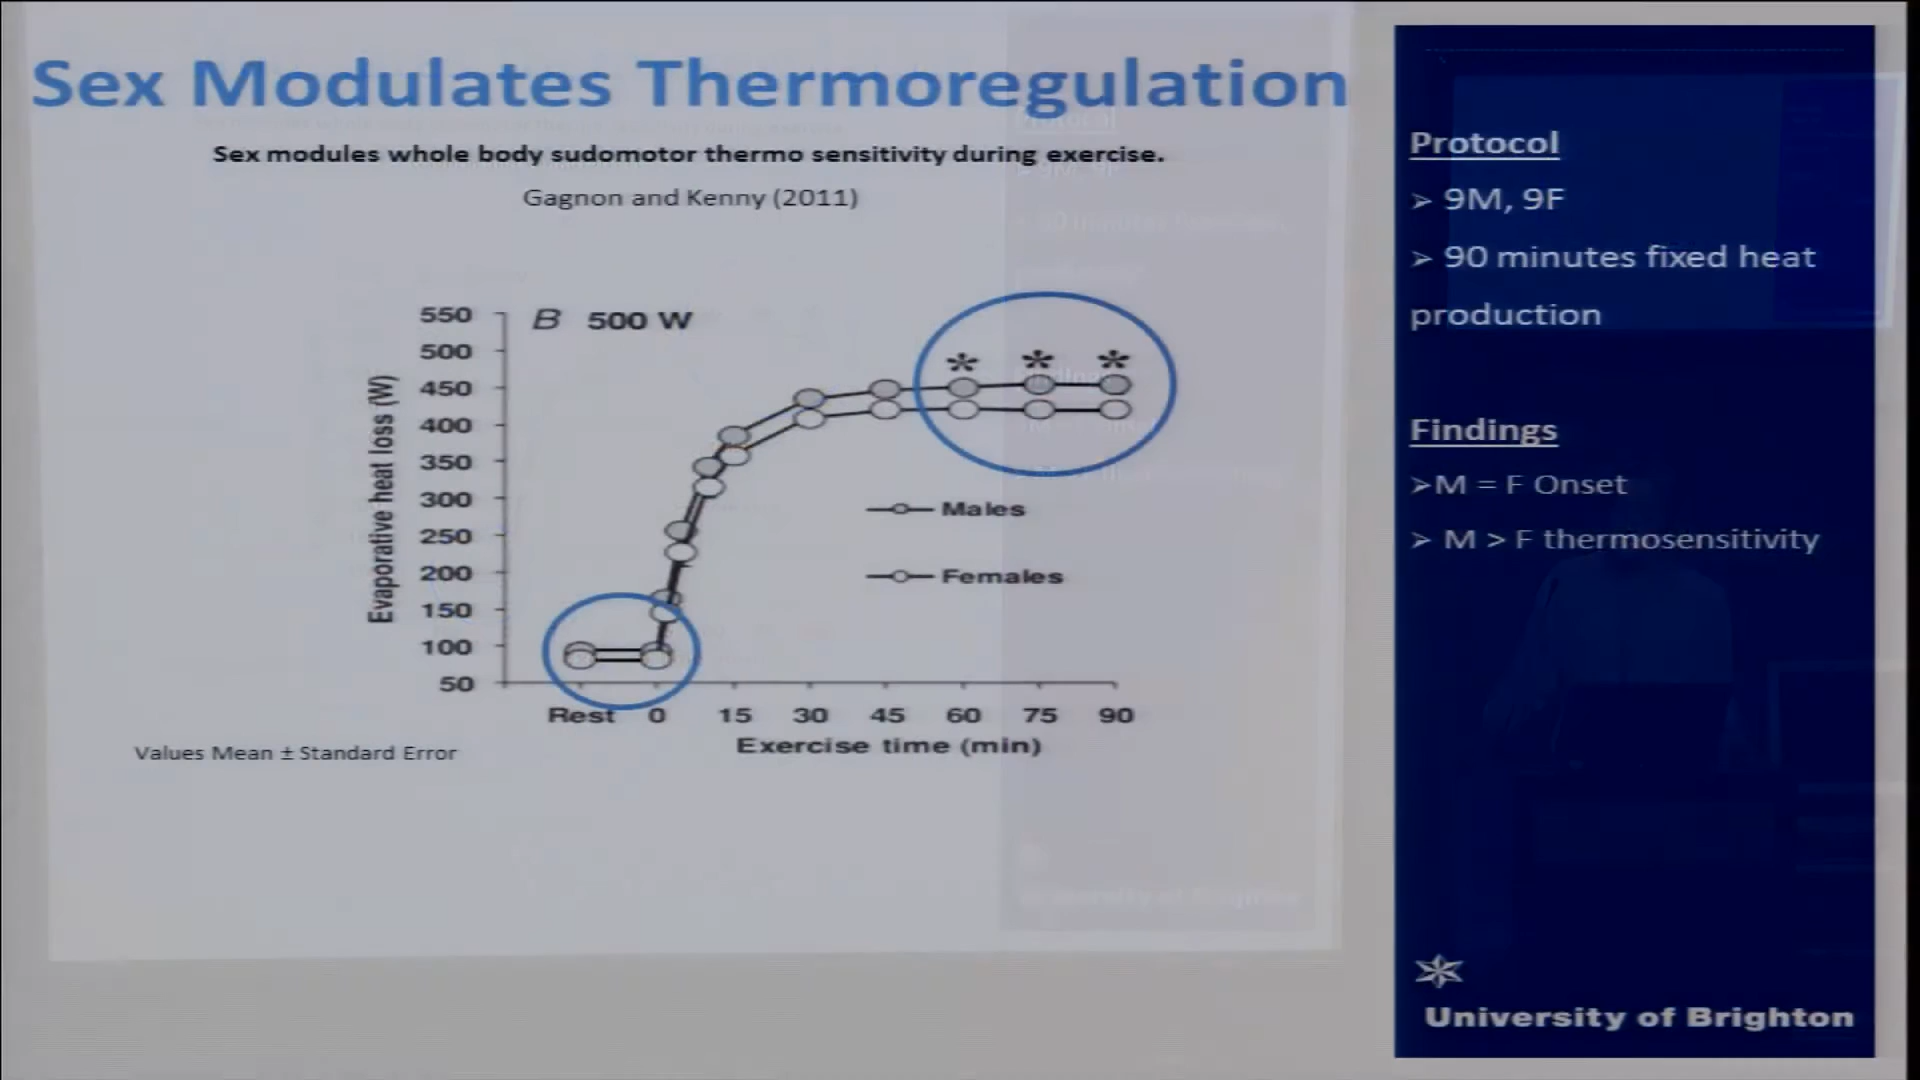 Sex Modulates Thermoregulation
Sex modules whole body sudomotor thermo sensitivity during exercise.
Gagnon and Kenny (2011)
B 500 W
550
500
450
400
350
300
250
200
150
100
50
Evaporative heat loss (W)
* * *
Males
Females
Rest 0 15 30 45 60 75 90
Exercise time (min)
Values Mean ± Standard Error
Protocol
➢ 9M, 9F
➢ 90 minutes fixed heat
production
Findings
➢M = F Onset
➢ M > F thermosensitivity
University of Brighton